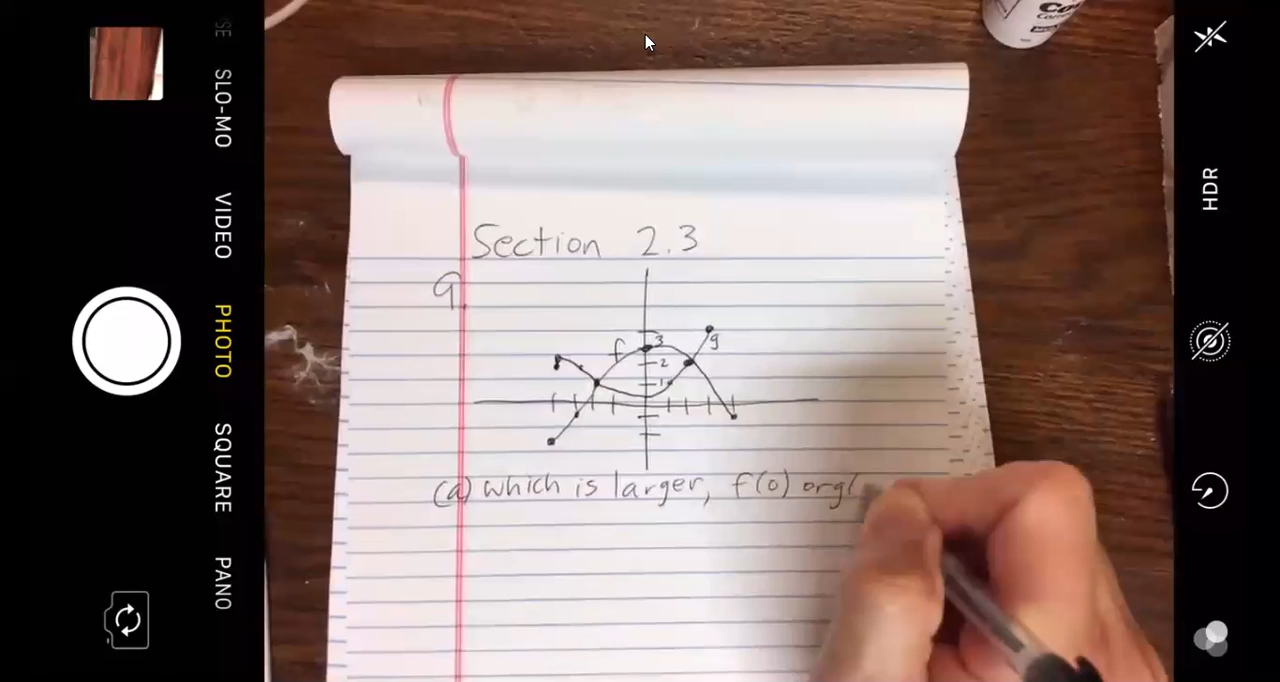 SLO-MO
VIDEO
PHOTO
SQUARE
PANO
HDR
Section 2.3
9.
f
3
g
2
1
(a) which is larger, f(0) or g(